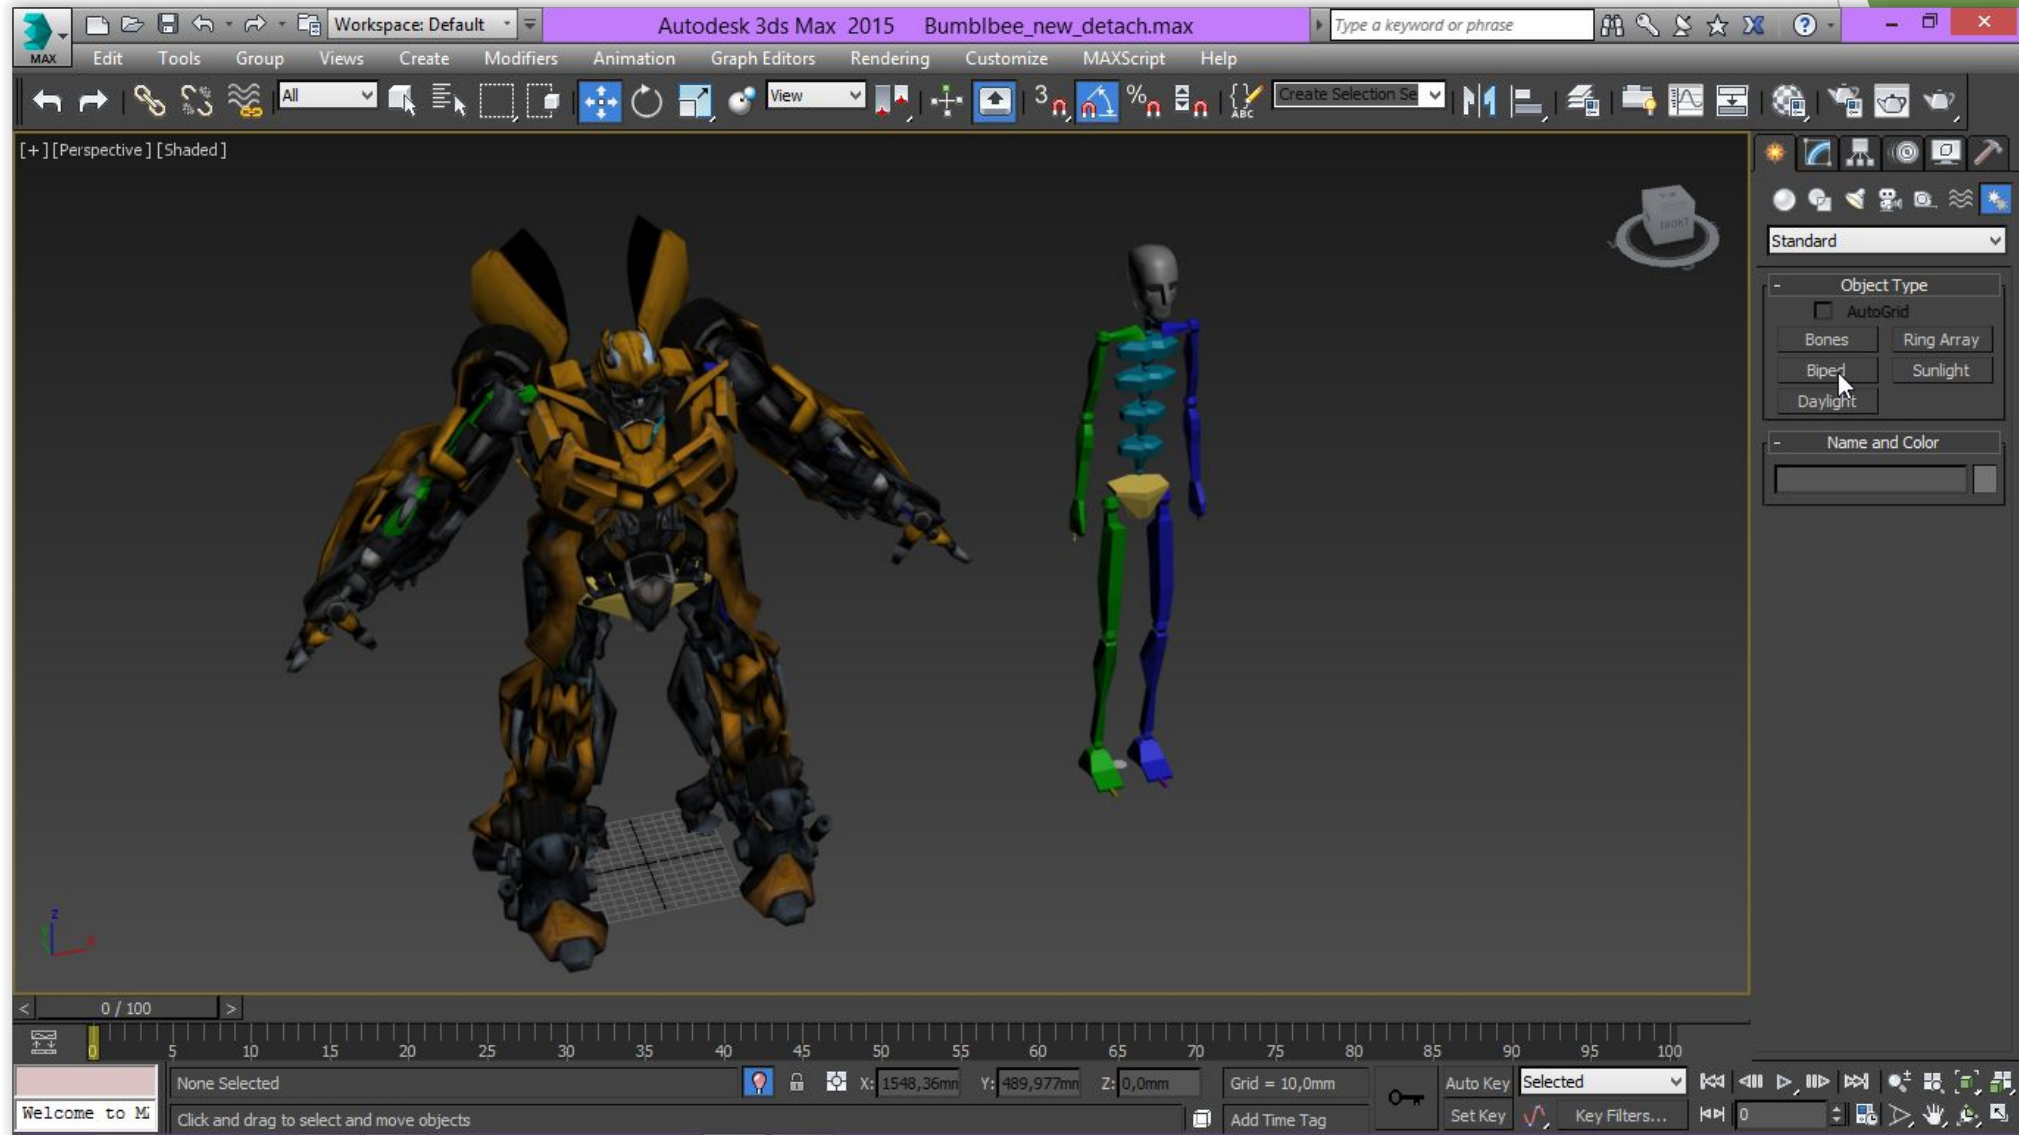 Workspace: Default
Autodesk 3ds Max 2015 Bumblbee_new_detach.max
Type a keyword or phrase
MAX Edit Tools Group Views Create Modifiers Animation Graph Editors Rendering Customize MAXScript Help
All
View
3
%
ABC
Create Selection Se
[+][Perspective][Shaded]
FRONT
Standard
- Object Type
AutoGrid
Bones Ring Array
Biped Sunlight
Daylight
- Name and Color
z
x
< 0 / 100 >
0 5 10 15 20 25 30 35 40 45 50 55 60 65 70 75 80 85 90 95 100
None Selected X: 1548,36mm Y: 489,977mm Z: 0,0mm Grid = 10,0mm Auto Key Selected
Welcome to M
Click and drag to select and move objects Add Time Tag Set Key Key Filters... 0